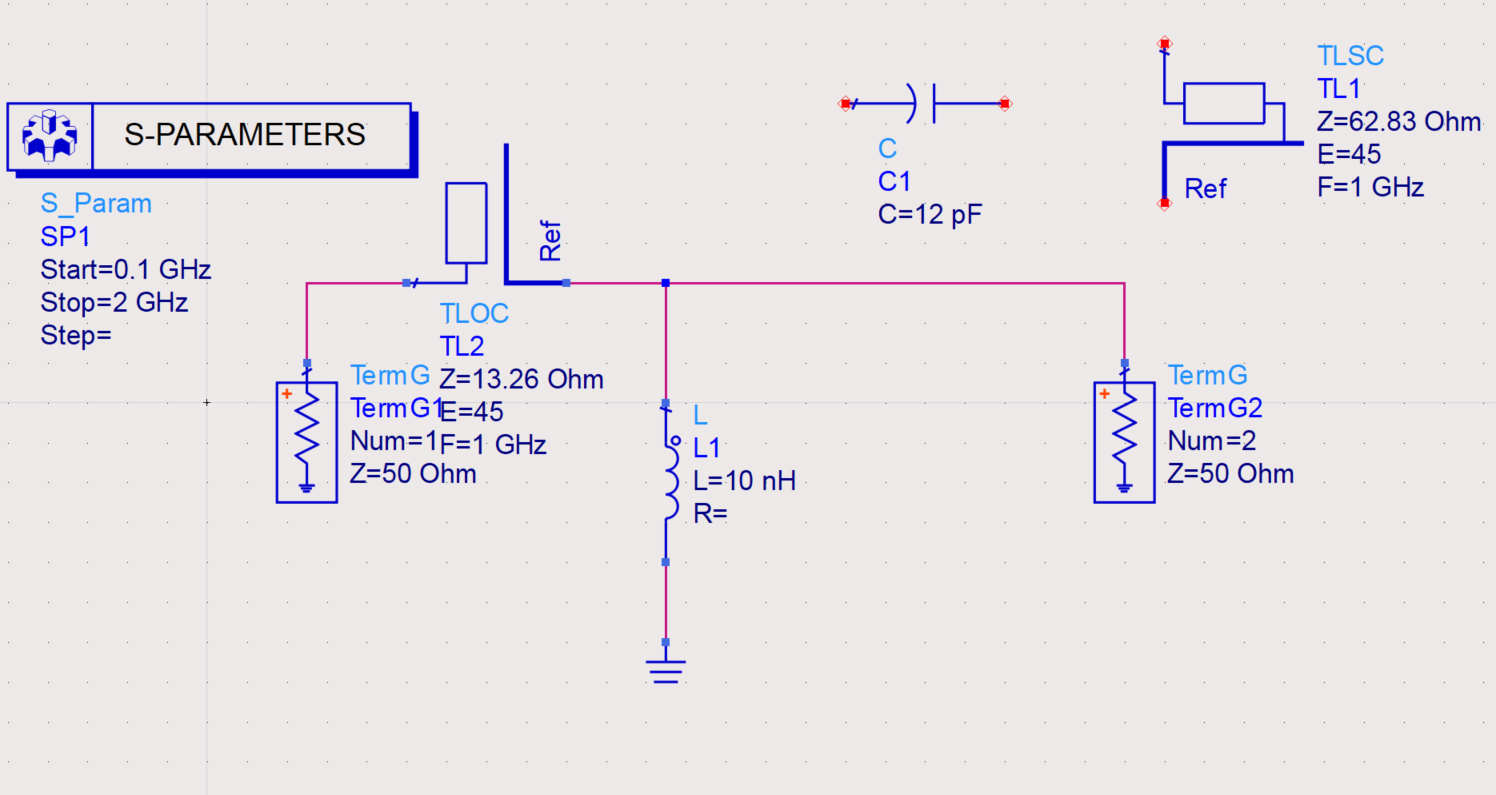 S-PARAMETERS
S_Param
SP1
Start=0.1 GHz
Stop=2 GHz
Step=
Ref
TLOC
TL2
Z=13.26 Ohm
E=45
F=1 GHz
TermG
TermG1
Num=1
Z=50 Ohm
C
C1
C=12 pF
TLSC
TL1
Z=62.83 Ohm
E=45
F=1 GHz
Ref
L
L1
L=10 nH
R=
TermG
TermG2
Num=2
Z=50 Ohm